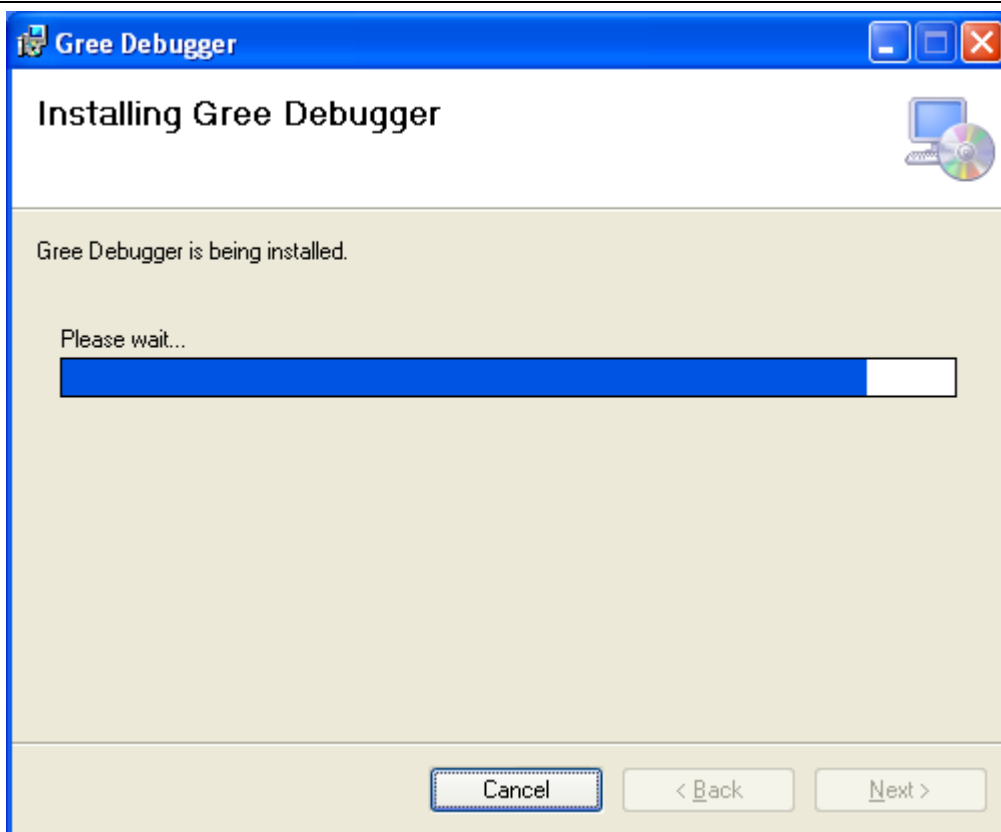 Gree Debugger
Installing Gree Debugger
Gree Debugger is being installed.
Please wait...
Cancel
< Back
Next >